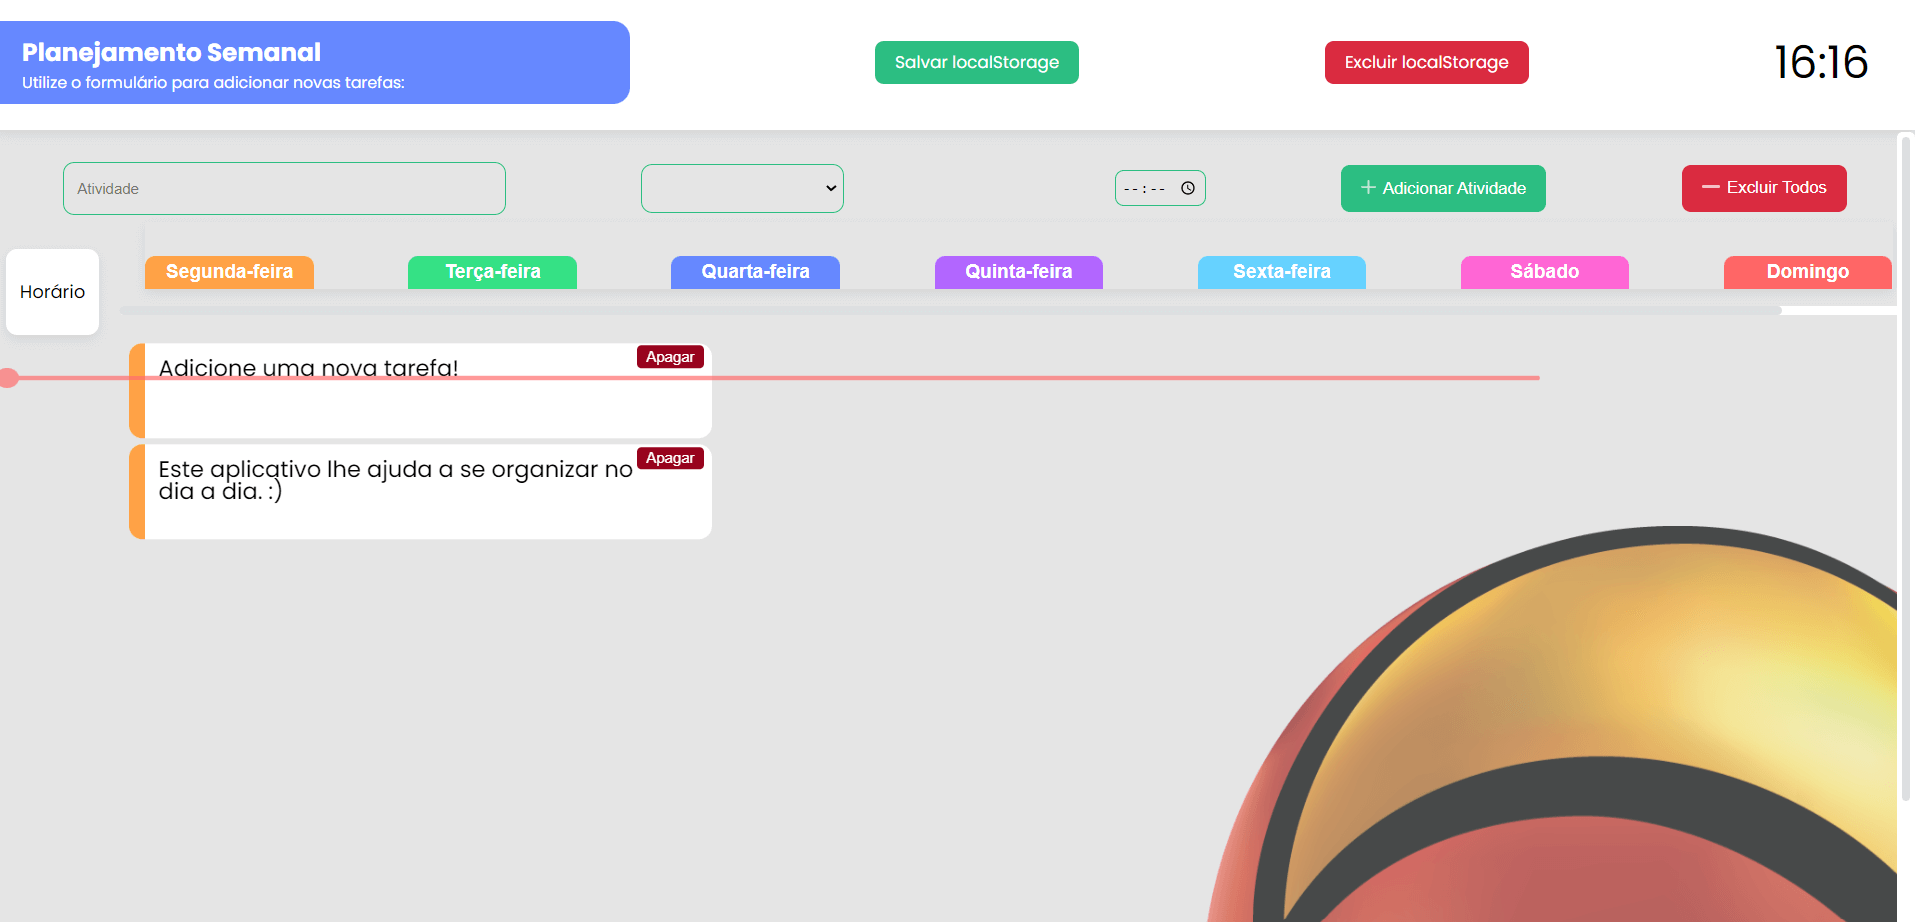 Planejamento Semanal
Utilize o formulário para adicionar novas tarefas:
Salvar localStorage
Excluir localStorage
16:16
Atividade
--:--
+ Adicionar Atividade
— Excluir Todos
Horário
Segunda-feira
Terça-feira
Quarta-feira
Quinta-feira
Sexta-feira
Sábado
Domingo
Adicione uma nova tarefa!
Apagar
Este aplicativo lhe ajuda a se organizar no
dia a dia. :)
Apagar